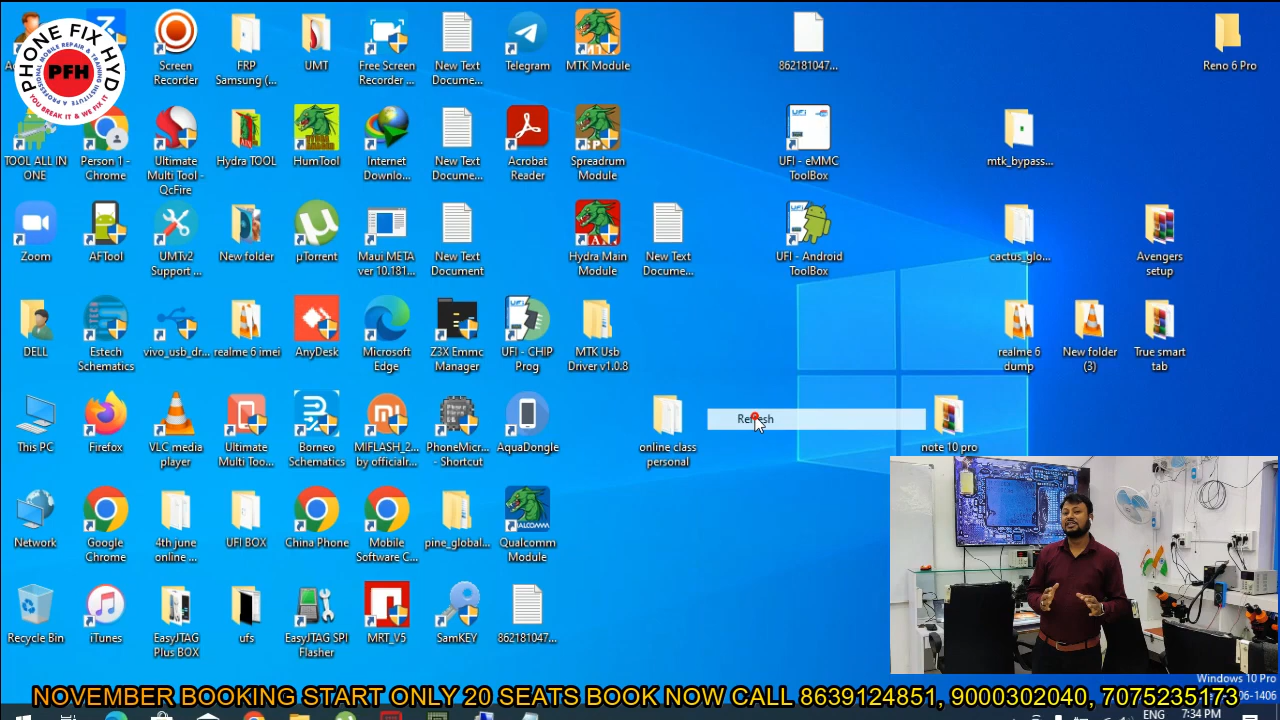 PHONE FIX HYD
PROFESSIONAL MOBILE REPAIR & TRAINING INSTITUTE
PFH
YOU BREAK IT & WE FIX IT
Screen
Recorder
FRP
Samsung (...
UMT
Free Screen
Recorder ...
New Text
Docume...
Telegram
MTK Module
862181047...
Reno 6 Pro
TOOL ALL IN
ONE
Person 1 -
Chrome
Ultimate
Multi Tool -
QcFire
Hydra TOOL
HumTool
Internet
Downlo...
New Text
Docume...
Acrobat
Reader
Spreadrum
Module
UFI - eMMC
ToolBox
mtk_bypass...
Zoom
AFTool
UMTv2
Support ...
New folder
µTorrent
Maui META
ver 10.181...
New Text
Document
Hydra Main
Module
New Text
Docume...
UFI - Android
ToolBox
cactus_glo...
Avengers
setup
DELL
Estech
Schematics
vivo_usb_dr...
realme 6 imei
AnyDesk
Microsoft
Edge
Z3X Emmc
Manager
UFI - CHIP
Prog
MTK Usb
Driver v1.0.8
realme 6
dump
New folder
(3)
True smart
tab
This PC
Firefox
VLC media
player
Ultimate
Multi Too...
Borneo
Schematics
MIFLASH_2...
by officialr...
PhoneMicr...
- Shortcut
AquaDongle
online class
personal
Refresh
note 10 pro
Network
Google
Chrome
4th june
online ...
UFI BOX
China Phone
Mobile
Software C...
pine_global...
Qualcomm
Module
Recycle Bin
iTunes
EasyJTAG
Plus BOX
ufs
EasyJTAG SPI
Flasher
MRT_V5
SamKEY
862181047...
Windows 10 Pro
06-1406
NOVEMBER BOOKING START ONLY 20 SEATS BOOK NOW CALL 8639124851, 9000302040, 7075235173
ENG
7:34 PM